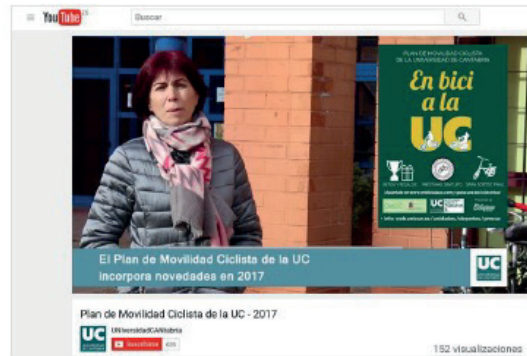 YouTube ES
Buscar
PLAN DE MOVILIDAD CICLISTA
DE LA UNIVERSIDAD DE CANTABRIA
En bici
a la
UC
El Plan de Movilidad Ciclista de la UC
incorpora novedades en 2017
UC
Plan de Movilidad Ciclista de la UC - 2017
UC
UNIversidadCANtabria
Suscribirse
152 visualizaciones